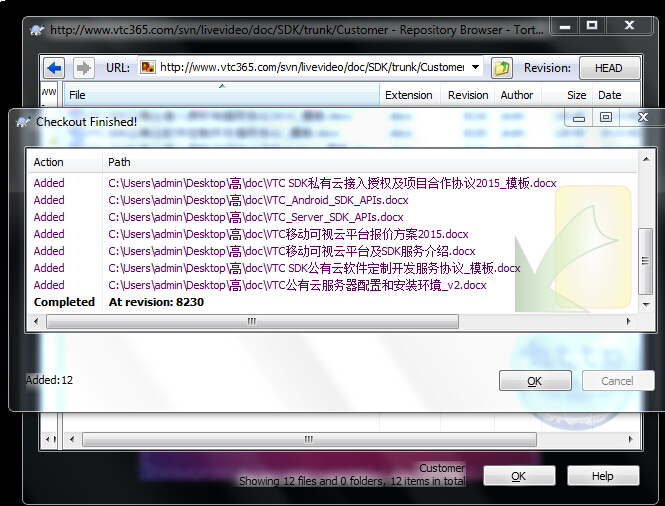 http://www.vtc365.com/svn/livevideo/doc/SDK/trunk/Customer - Repository Browser - Tort...
URL: http://www.vtc365.com/svn/livevideo/doc/SDK/trunk/Customer Revision: HEAD
File Extension Revision Author Size Date
Checkout Finished!
Action Path
Added C:\Users\admin\Desktop\高\doc\VTC SDK私有云接入授权及项目合作协议2015_模板.docx
Added C:\Users\admin\Desktop\高\doc\VTC_Android_SDK_APIs.docx
Added C:\Users\admin\Desktop\高\doc\VTC_Server_SDK_APIs.docx
Added C:\Users\admin\Desktop\高\doc\VTC移动可视云平台报价方案2015.docx
Added C:\Users\admin\Desktop\高\doc\VTC移动可视云平台及SDK服务介绍.docx
Added C:\Users\admin\Desktop\高\doc\VTC SDK公有云软件定制开发服务协议_模板.docx
Added C:\Users\admin\Desktop\高\doc\VTC公有云服务器配置和安装环境_v2.docx
Completed At revision: 8230
Added:12
OK Cancel
Customer
Showing 12 files and 0 folders, 12 items in total
OK Help